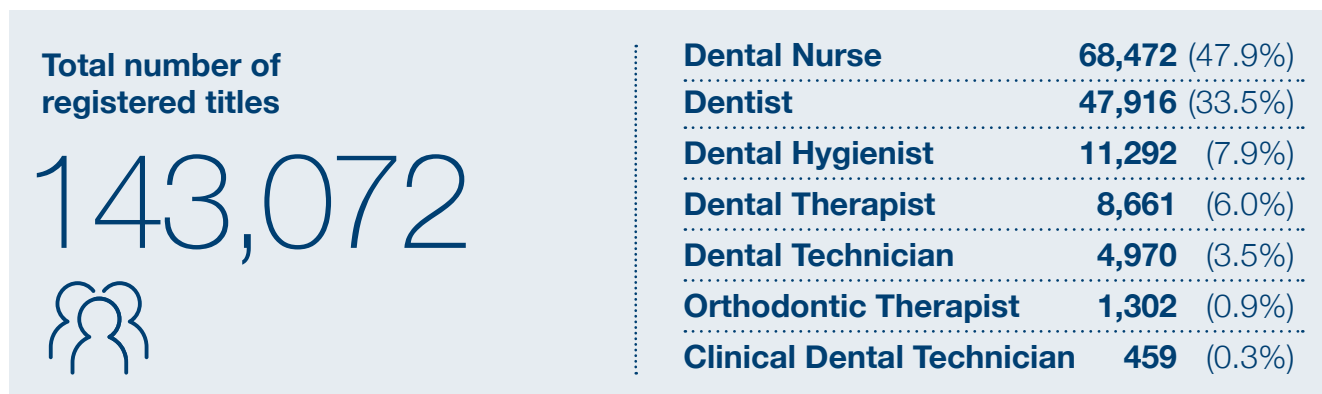 Total number of
registered titles
143,072
Dental Nurse 68,472 (47.9%)
Dentist 47,916 (33.5%)
Dental Hygienist 11,292 (7.9%)
Dental Therapist 8,661 (6.0%)
Dental Technician 4,970 (3.5%)
Orthodontic Therapist 1,302 (0.9%)
Clinical Dental Technician 459 (0.3%)